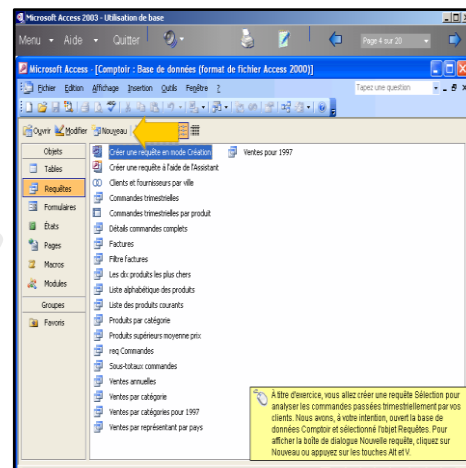 Microsoft Access 2003 - Utilisation de base
Menu Aide Quitter Page 4 sur 20
Microsoft Access - [Comptoir : Base de données (format de fichier Access 2000)]
Fichier Edition Affichage Insertion Outils Fenêtre ? Tapez une question
Ouvrir Modifier Nouveau
Objets
Tables
Requêtes
Formulaires
États
Pages
Macros
Modules
Groupes
Favoris
Créer une requête en mode Création
Créer une requête à l'aide de l'Assistant
Clients et fournisseurs par ville
Commandes trimestrielles
Commandes trimestrielles par produit
Détails commandes complets
Factures
Filtre factures
Les dix produits les plus chers
Liste alphabétique des produits
Liste des produits courants
Produits par catégorie
Produits supérieurs moyenne prix
req Commandes
Sous-totaux commandes
Ventes annuelles
Ventes par catégorie
Ventes par catégories pour 1997
Ventes par représentant par pays
Ventes pour 1997
À titre d'exercice, vous allez créer une requête Sélection pour
analyser les commandes passées trimestriellement par vos
clients. Nous avons, à votre intention, ouvert la base de
données Comptoir et sélectionné l'objet Requêtes. Pour
afficher la boîte de dialogue Nouvelle requête, cliquez sur
Nouveau ou appuyez sur les touches Alt et V.